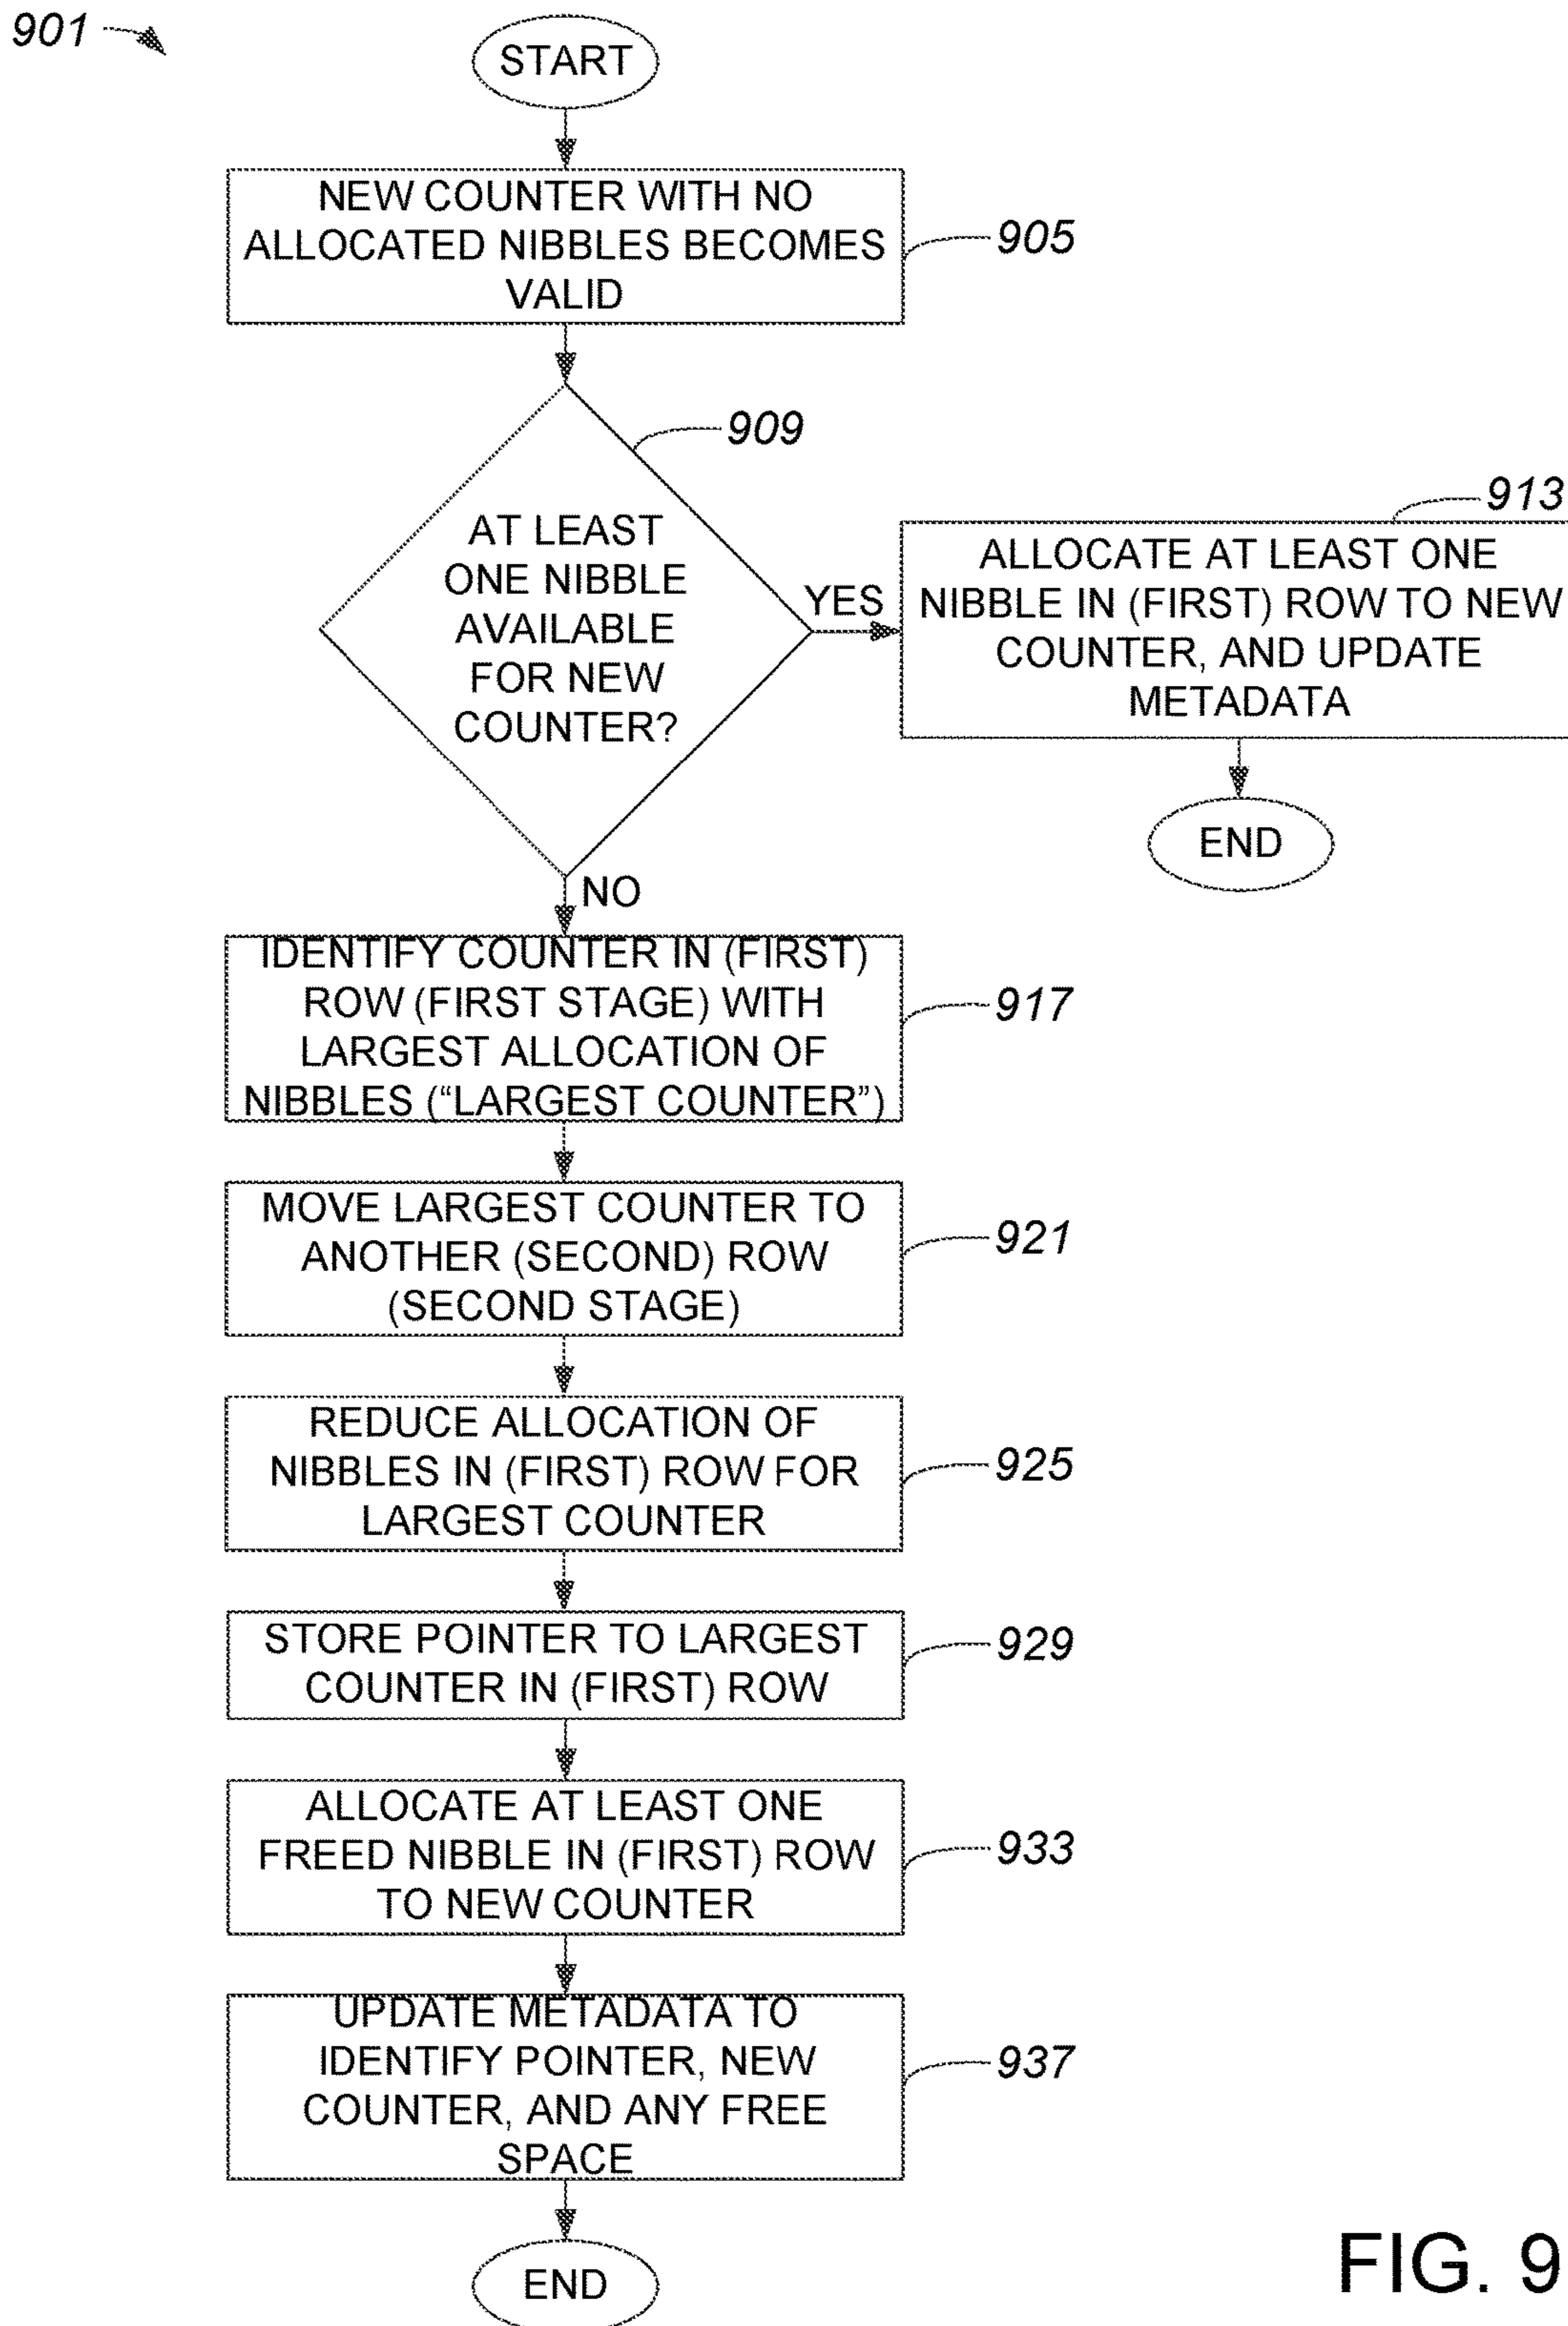 901
START
NEW COUNTER WITH NO
ALLOCATED NIBBLES BECOMES
VALID
905
909
AT LEAST
ONE NIBBLE
AVAILABLE
FOR NEW
COUNTER?
YES
913
ALLOCATE AT LEAST ONE
NIBBLE IN (FIRST) ROW TO NEW
COUNTER, AND UPDATE
METADATA
END
NO
IDENTIFY COUNTER IN (FIRST)
ROW (FIRST STAGE) WITH
LARGEST ALLOCATION OF
NIBBLES (“LARGEST COUNTER”)
917
MOVE LARGEST COUNTER TO
ANOTHER (SECOND) ROW
(SECOND STAGE)
921
REDUCE ALLOCATION OF
NIBBLES IN (FIRST) ROW FOR
LARGEST COUNTER
925
STORE POINTER TO LARGEST
COUNTER IN (FIRST) ROW
929
ALLOCATE AT LEAST ONE
FREED NIBBLE IN (FIRST) ROW
TO NEW COUNTER
933
UPDATE METADATA TO
IDENTIFY POINTER, NEW
COUNTER, AND ANY FREE
SPACE
937
END
FIG. 9